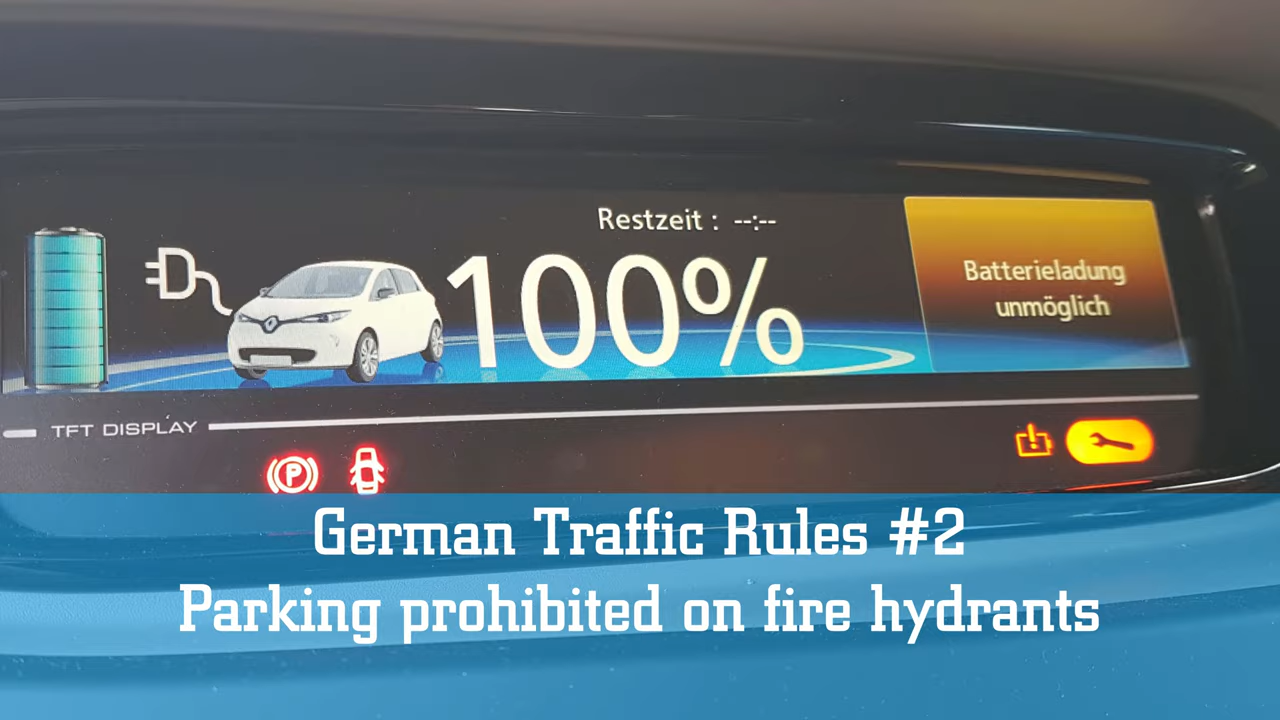 Restzeit : --:--
100%
Batterieladung
unmöglich
TFT DISPLAY
P
German Traffic Rules #2
Parking prohibited on fire hydrants